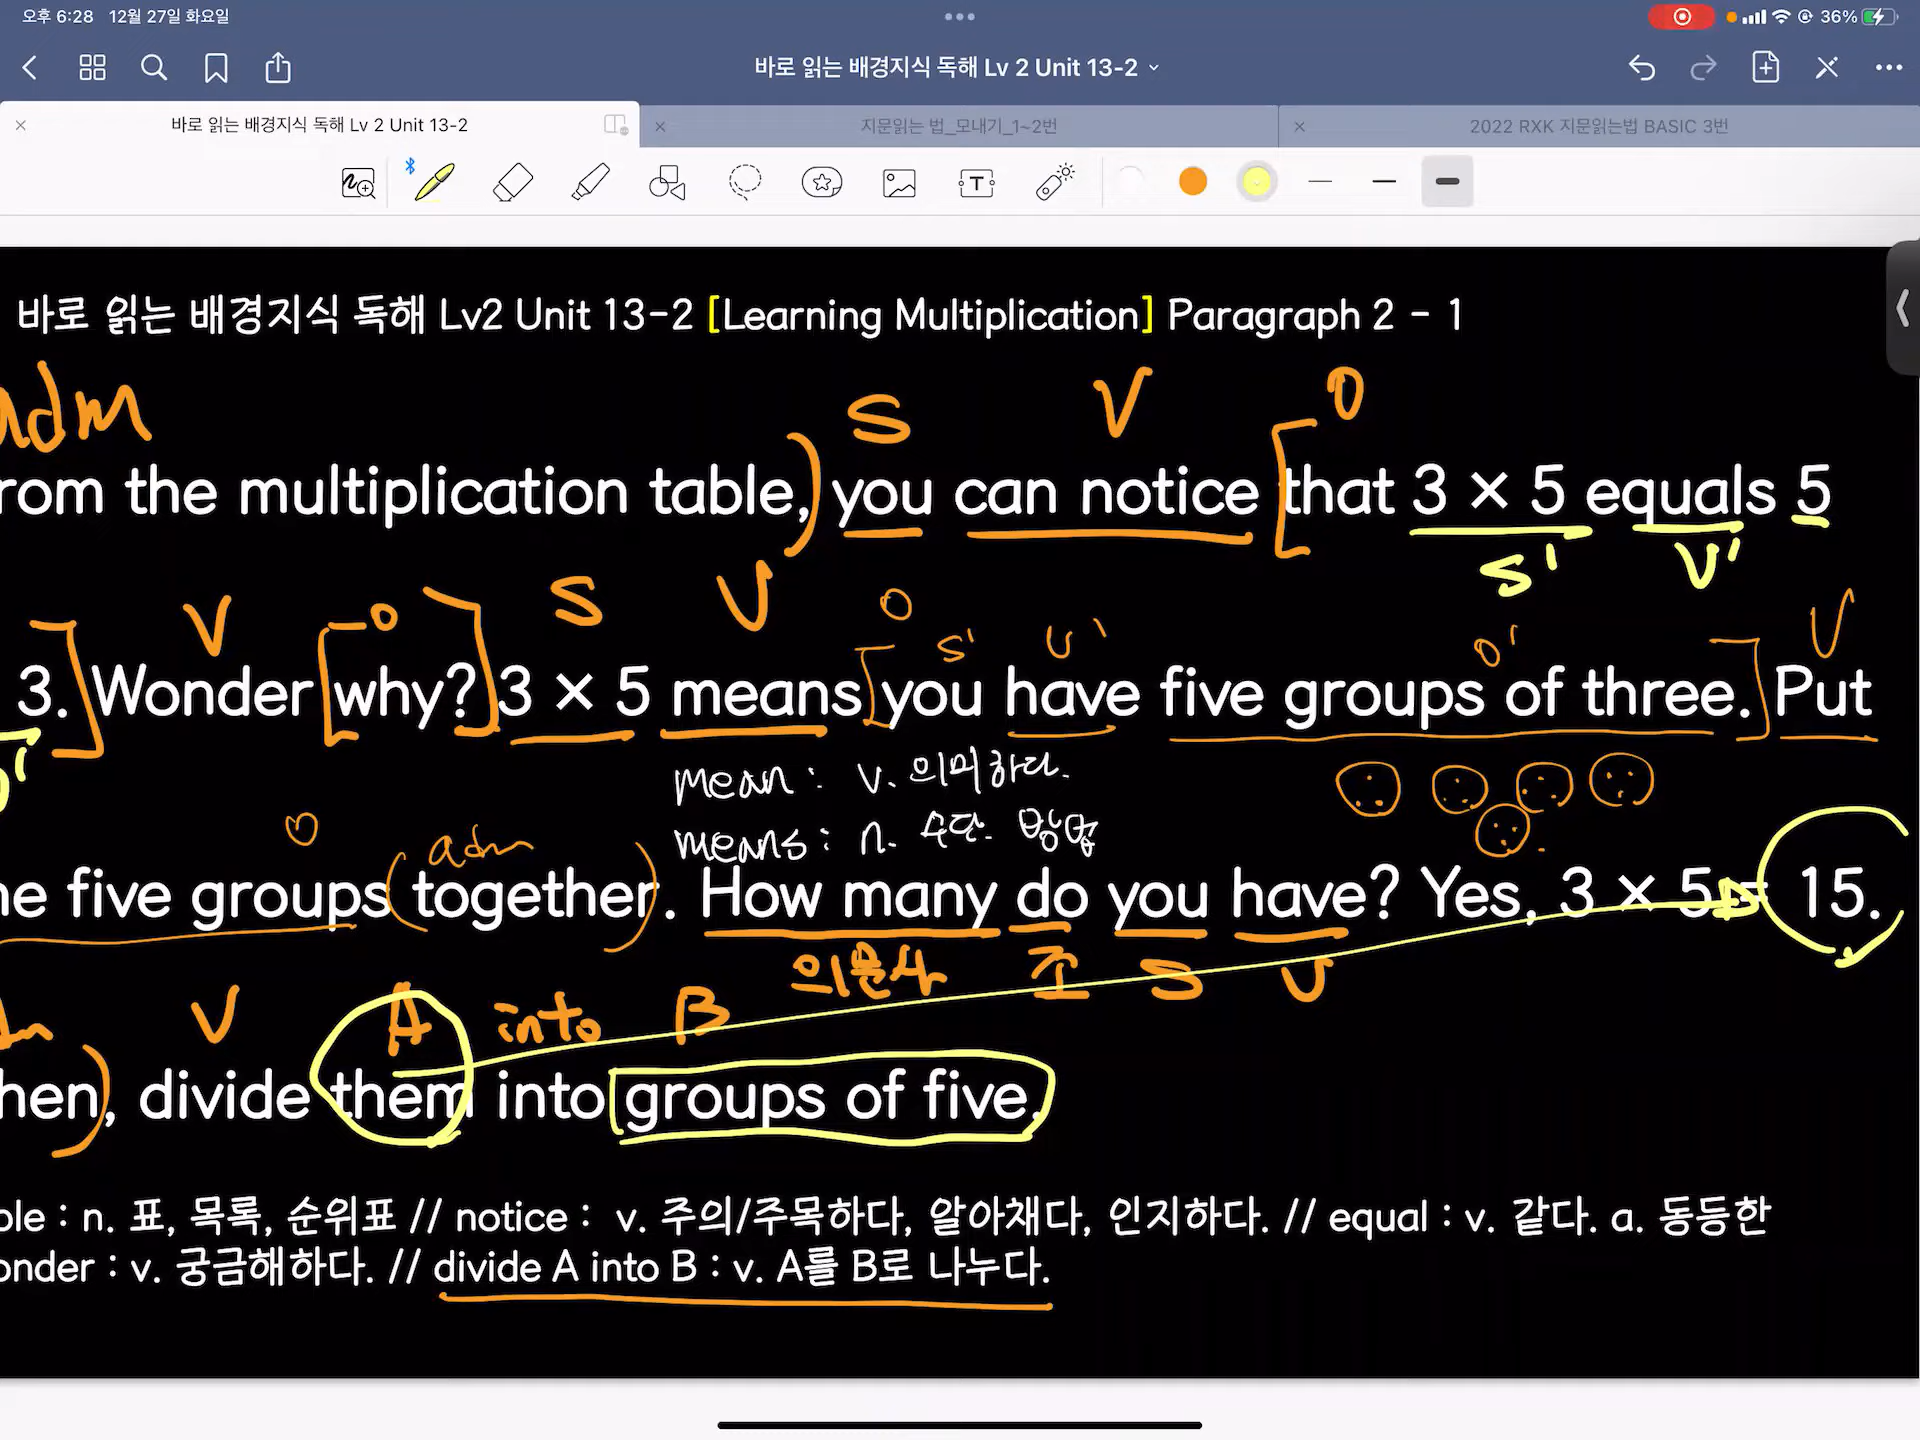 오후 6:28 12월 27일 화요일
36%
바로 읽는 배경지식 독해 Lv 2 Unit 13-2
바로 읽는 배경지식 독해 Lv 2 Unit 13-2
지문읽는 법_모내기_1~2번
2022 RXK 지문읽는법 BASIC 3번
바로 읽는 배경지식 독해 Lv2 Unit 13-2 [Learning Multiplication] Paragraph 2 - 1
S V O
rom the multiplication table,) you can notice [that 3 × 5 equals 5
S' V'
V O S V O S' V' O' V
3.] Wonder [why?] 3 × 5 means [you have five groups of three.] Put
mean : v. 의미하다.
means : n. 수단. 방법
O adm
five groups (together). How many do you have? Yes, 3 × 5 = 15.
의문사 조 S V
V A into B
hen), divide them into groups of five.
ble : n. 표, 목록, 순위표 // notice : v. 주의/주목하다, 알아채다, 인지하다. // equal : v. 같다. a. 동등한
onder : v. 궁금해하다. // divide A into B : v. A를 B로 나누다.